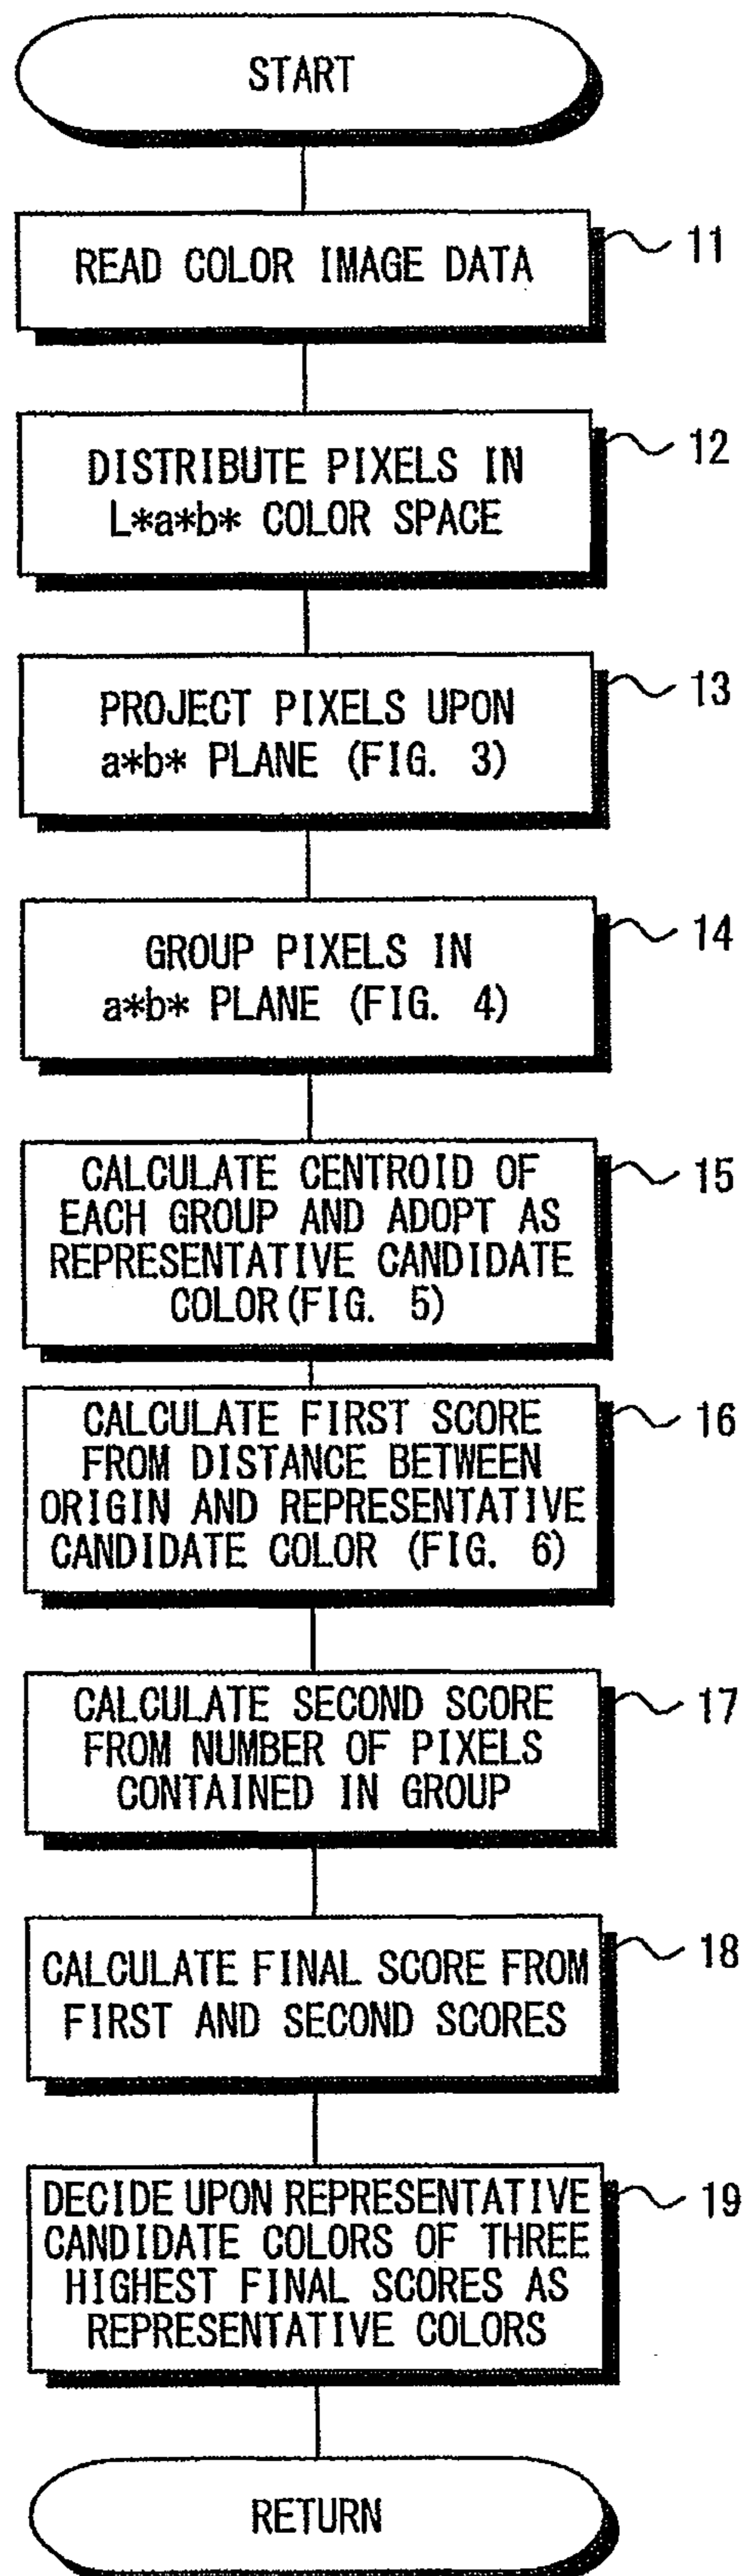 START
READ COLOR IMAGE DATA
11
DISTRIBUTE PIXELS IN
L*a*b* COLOR SPACE
12
PROJECT PIXELS UPON
a*b* PLANE (FIG. 3)
13
GROUP PIXELS IN
a*b* PLANE (FIG. 4)
14
CALCULATE CENTROID OF
EACH GROUP AND ADOPT AS
REPRESENTATIVE CANDIDATE
COLOR(FIG. 5)
15
CALCULATE FIRST SCORE
FROM DISTANCE BETWEEN
ORIGIN AND REPRESENTATIVE
CANDIDATE COLOR (FIG. 6)
16
CALCULATE SECOND SCORE
FROM NUMBER OF PIXELS
CONTAINED IN GROUP
17
CALCULATE FINAL SCORE FROM
FIRST AND SECOND SCORES
18
DECIDE UPON REPRESENTATIVE
CANDIDATE COLORS OF THREE
HIGHEST FINAL SCORES AS
REPRESENTATIVE COLORS
19
RETURN